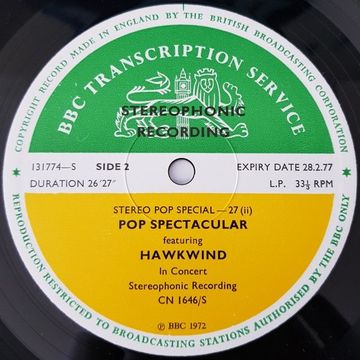 COPYRIGHT RECORD MADE IN ENGLAND BY THE BRITISH BROADCASTING CORPORATION
BBC TRANSCRIPTION SERVICE
STEREOPHONIC
RECORDING
131774—S SIDE 2 EXPIRY DATE 28.2.77
DURATION 26′27″ L.P. 33⅓ RPM
STEREO POP SPECIAL—27 (ii)
POP SPECTACULAR
featuring
HAWKWIND
In Concert
Stereophonic Recording
CN 1646/S
℗ BBC 1972
REPRODUCTION RESTRICTED TO BROADCASTING STATIONS AUTHORISED BY THE BBC ONLY